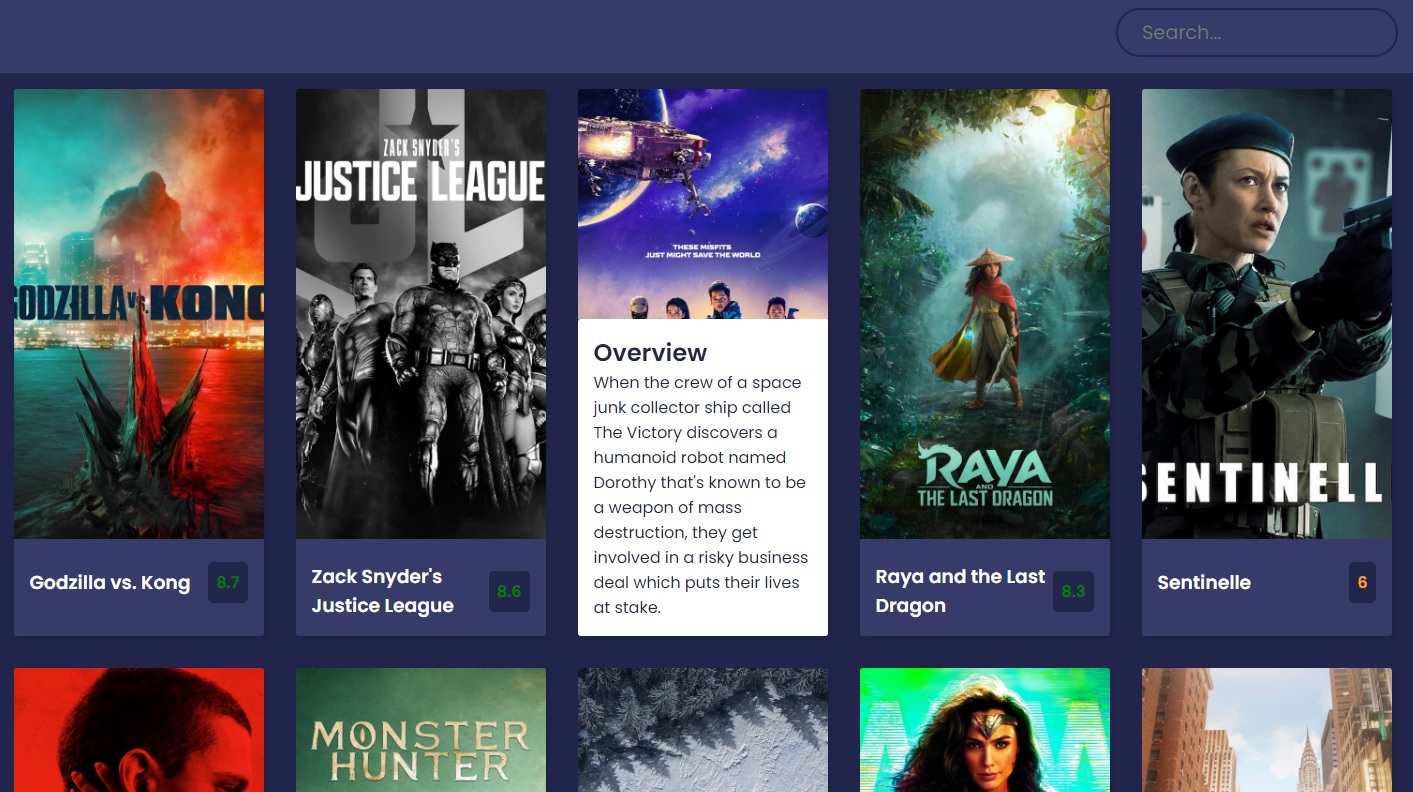 Search...
GODZILLA vs. KONG
ZACK SNYDER'S
JUSTICE LEAGUE
THESE MISFITS
JUST MIGHT SAVE THE WORLD
RAYA
AND
THE LAST DRAGON
SENTINELL
Godzilla vs. Kong
8.7
Zack Snyder's
Justice League
8.6
Overview
When the crew of a space
junk collector ship called
The Victory discovers a
humanoid robot named
Dorothy that's known to be
a weapon of mass
destruction, they get
involved in a risky business
deal which puts their lives
at stake.
Raya and the Last
Dragon
8.3
Sentinelle
6
MONSTER
HUNTER